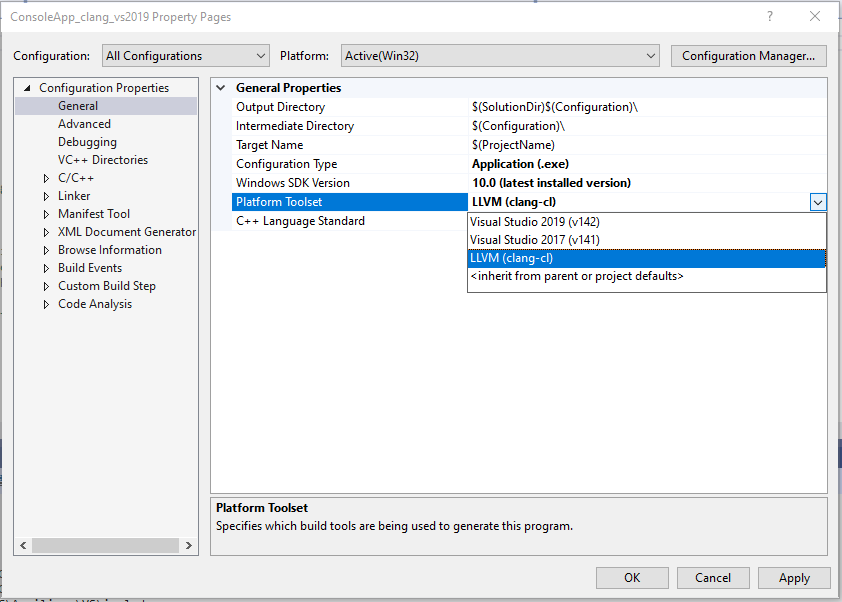 ConsoleApp_clang_vs2019 Property Pages
Configuration: All Configurations Platform: Active(Win32) Configuration Manager...
Configuration Properties
General
Advanced
Debugging
VC++ Directories
C/C++
Linker
Manifest Tool
XML Document Generator
Browse Information
Build Events
Custom Build Step
Code Analysis
General Properties
Output Directory $(SolutionDir)$(Configuration)\
Intermediate Directory $(Configuration)\
Target Name $(ProjectName)
Configuration Type Application (.exe)
Windows SDK Version 10.0 (latest installed version)
Platform Toolset LLVM (clang-cl)
C++ Language Standard
Visual Studio 2019 (v142)
Visual Studio 2017 (v141)
LLVM (clang-cl)
<inherit from parent or project defaults>
Platform Toolset
Specifies which build tools are being used to generate this program.
OK Cancel Apply